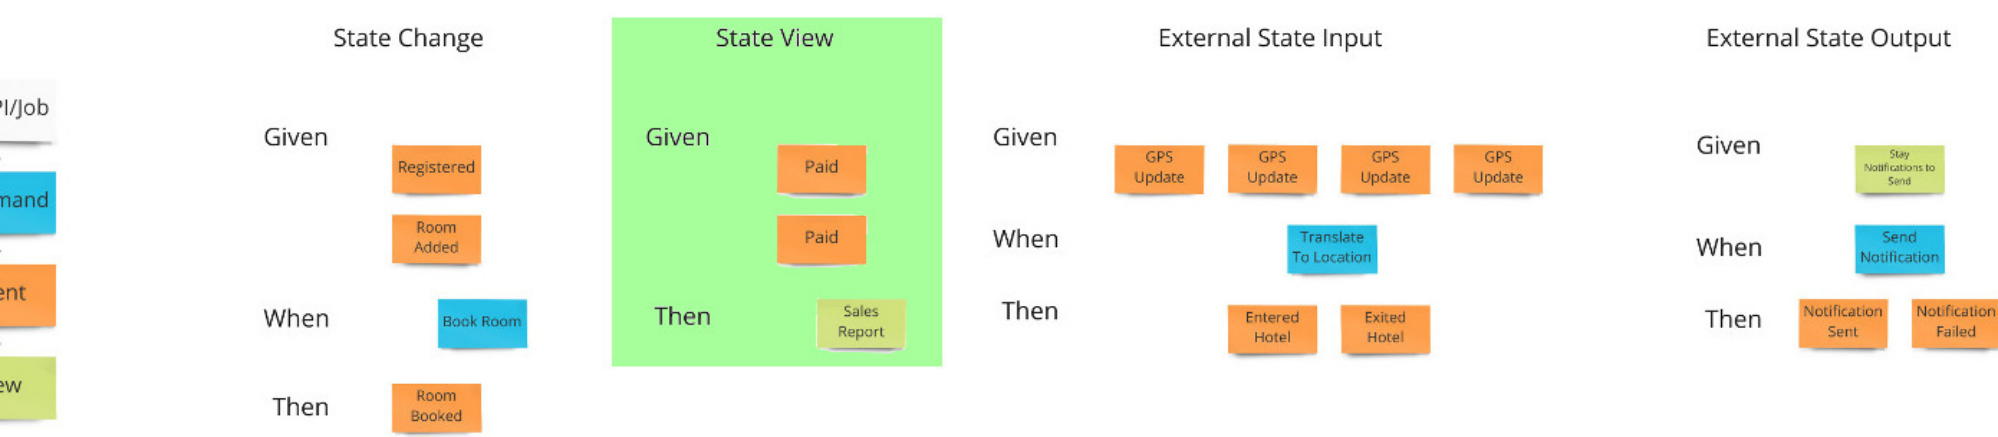 State Change
State View
External State Input
External State Output
PI/Job
mand
ent
ew
Given
Registered
Room
Added
When
Book Room
Then
Room
Booked
Given
Paid
Paid
Then
Sales
Report
Given
GPS
Update
GPS
Update
GPS
Update
GPS
Update
When
Translate
To Location
Then
Entered
Hotel
Exited
Hotel
Given
Stay
Notifications to
Send
When
Send
Notification
Then
Notification
Sent
Notification
Failed